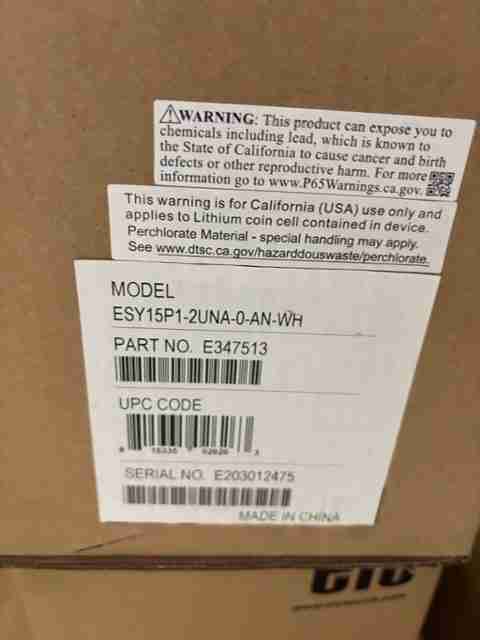 ⚠WARNING: This product can expose you to
chemicals including lead, which is known to
the State of California to cause cancer and birth
defects or other reproductive harm. For more
information go to www.P65Warnings.ca.gov.
This warning is for California (USA) use only and
applies to Lithium coin cell contained in device.
Perchlorate Material - special handling may apply.
See www.dtsc.ca.gov/hazarddouswaste/perchlorate.
MODEL
ESY15P1-2UNA-0-AN-WH
PART NO. E347513
UPC CODE
SERIAL NO. E203012475
MADE IN CHINA